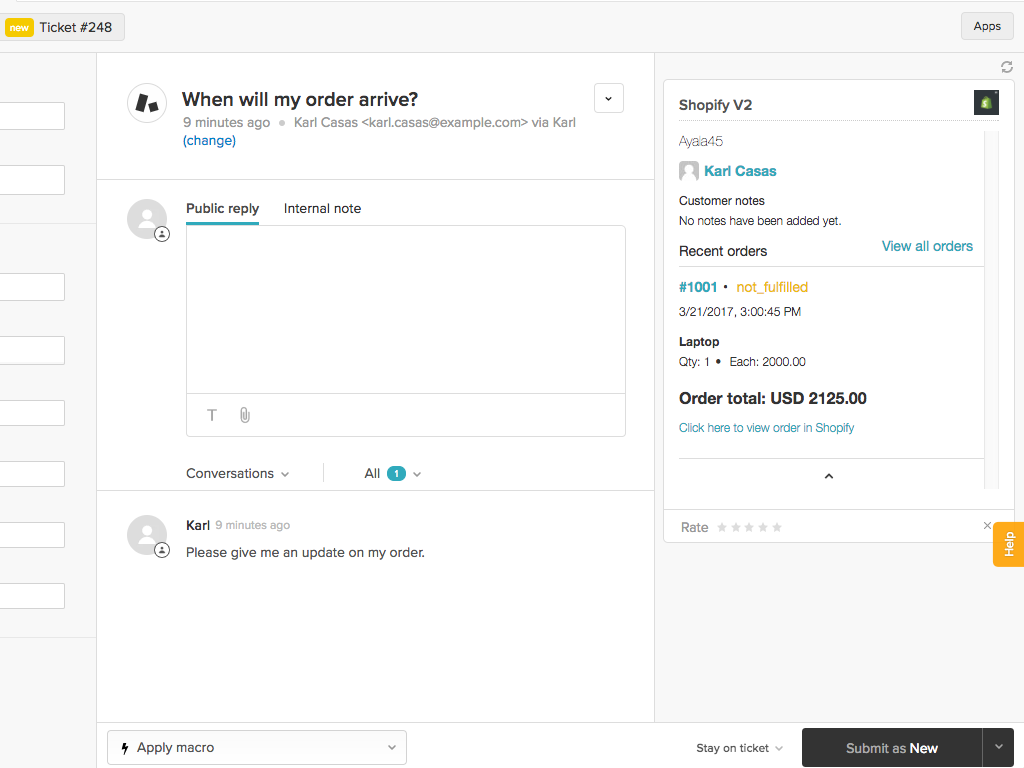 new Ticket #248
Apps
When will my order arrive?
9 minutes ago • Karl Casas <karl.casas@example.com> via Karl
(change)
Public reply Internal note
T
Conversations All 1
Karl 9 minutes ago
Please give me an update on my order.
Apply macro
Stay on ticket
Submit as New
Shopify V2
Ayala45
Karl Casas
Customer notes
No notes have been added yet.
Recent orders View all orders
#1001 • not_fulfilled
3/21/2017, 3:00:45 PM
Laptop
Qty: 1 • Each: 2000.00
Order total: USD 2125.00
Click here to view order in Shopify
Rate
Help